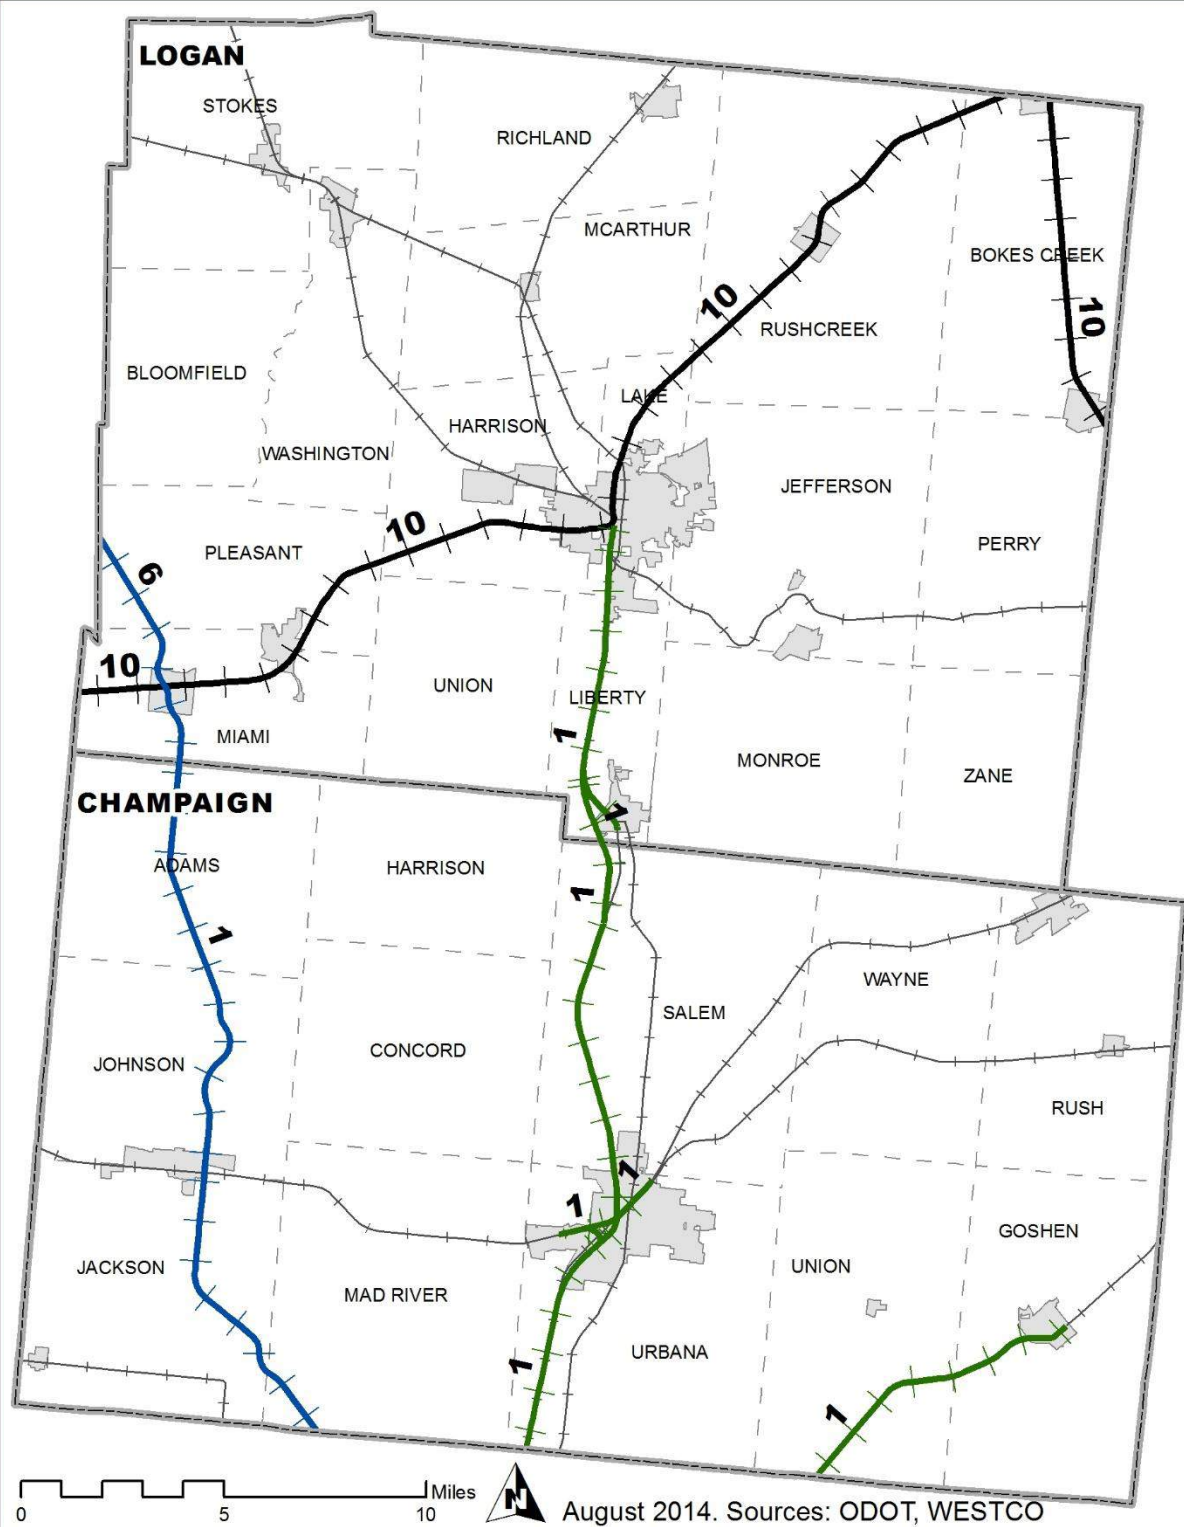 LOGAN
STOKES
RICHLAND
MCARTHUR
BOKES CREEK
10
10
RUSHCREEK
BLOOMFIELD
LAKE
HARRISON
WASHINGTON
JEFFERSON
10
PLEASANT
PERRY
6
10
UNION
LIBERTY
1
MIAMI
MONROE
ZANE
CHAMPAIGN
1
ADAMS
HARRISON
1
1
WAYNE
SALEM
CONCORD
JOHNSON
RUSH
1
1
GOSHEN
JACKSON
UNION
MAD RIVER
URBANA
1
1
Miles
0 5 10
N
August 2014. Sources: ODOT, WESTCO